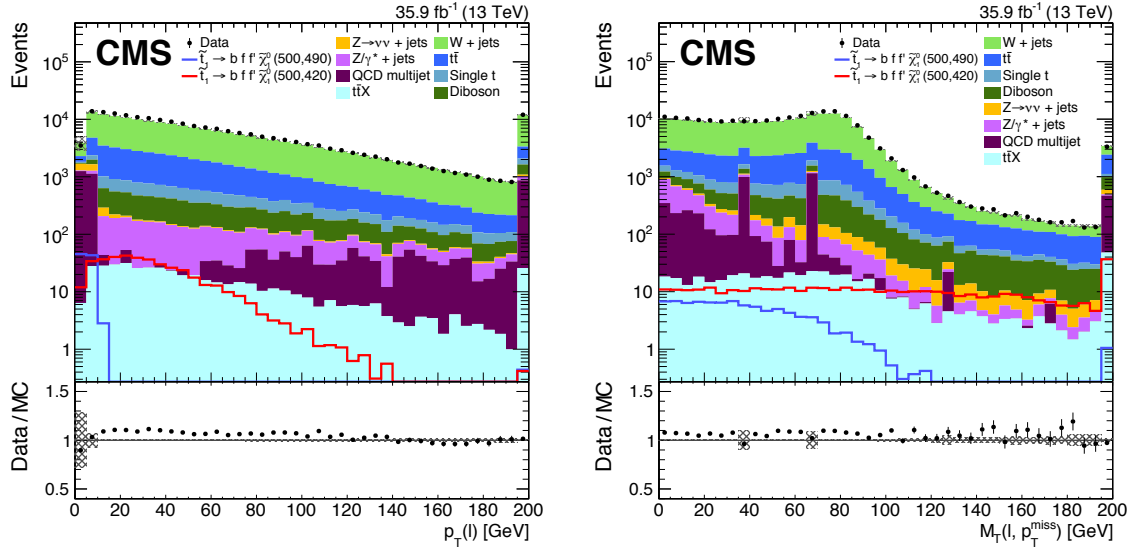 35.9 fb⁻¹ (13 TeV)
CMS
Data
t̃₁ → b f f' χ̃₁⁰ (500,490)
t̃₁ → b f f' χ̃₁⁰ (500,420)
Z→νν + jets
Z/γ* + jets
QCD multijet
tt̄X
W + jets
tt̄
Single t
Diboson
Events
10⁵
10⁴
10³
10²
10
1
Data / MC
1.5
1
0.5
0 20 40 60 80 100 120 140 160 180 200
p_T(l) [GeV]
35.9 fb⁻¹ (13 TeV)
CMS
Data
t̃₁ → b f f' χ̃₁⁰ (500,490)
t̃₁ → b f f' χ̃₁⁰ (500,420)
W + jets
tt̄
Single t
Diboson
Z→νν + jets
Z/γ* + jets
QCD multijet
tt̄X
Events
10⁵
10⁴
10³
10²
10
1
Data / MC
1.5
1
0.5
0 20 40 60 80 100 120 140 160 180 200
M_T(l, p_T^miss) [GeV]